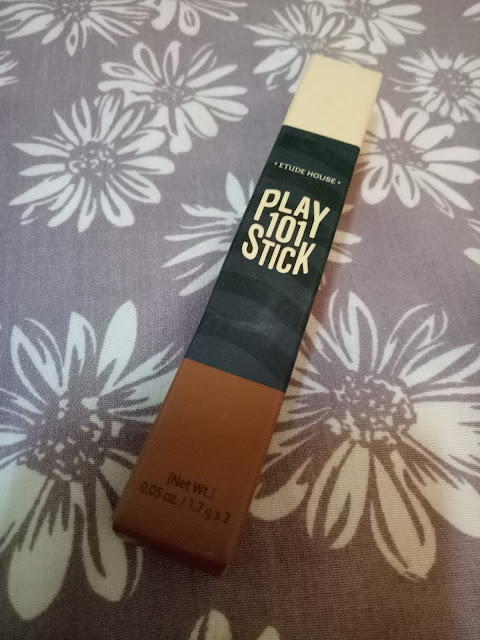 • ETUDE HOUSE •
PLAY
101
STICK
[Net Wt.]
0.05 oz. / 1.7 g x 2